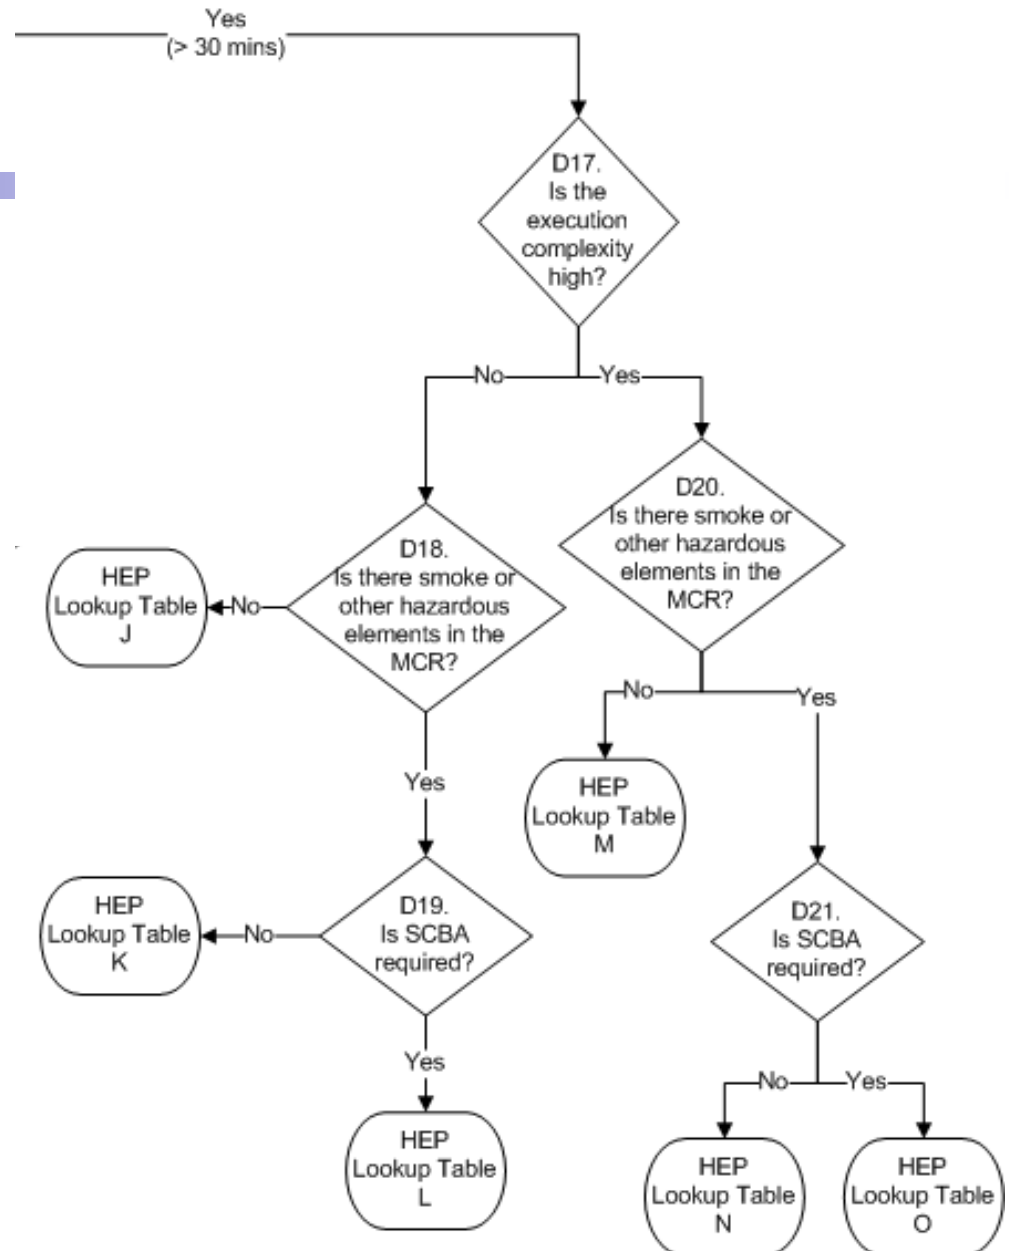 Yes
(> 30 mins)
D17.
Is the
execution
complexity
high?
No
Yes
D20.
Is there smoke or
other hazardous
elements in the
MCR?
D18.
Is there smoke or
other hazardous
elements in the
MCR?
HEP
Lookup Table
J
No
No
Yes
Yes
HEP
Lookup Table
M
D19.
Is SCBA
required?
HEP
Lookup Table
K
No
D21.
Is SCBA
required?
Yes
No
Yes
HEP
Lookup Table
L
HEP
Lookup Table
N
HEP
Lookup Table
O